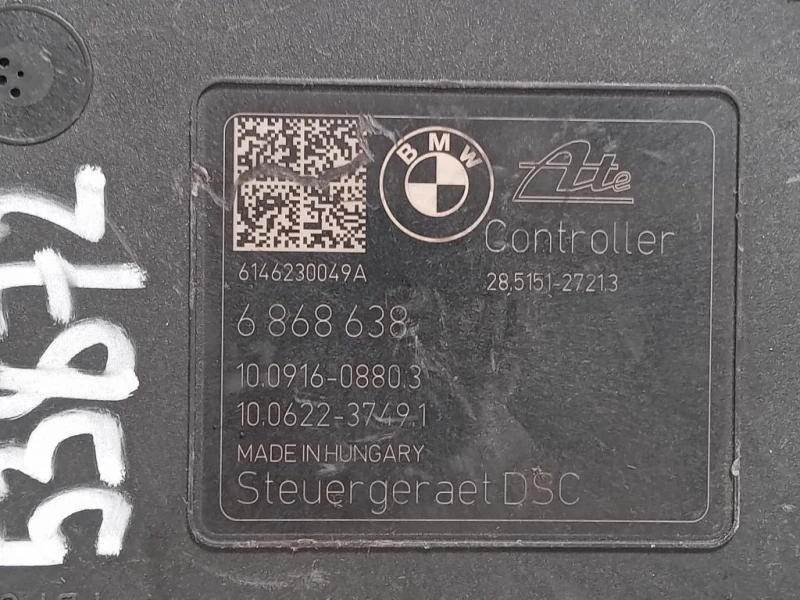 BMW
Ate
Controller
6146230049A
28.5151-2721.3
6 868 638
10.0916-0880.3
10.0622-3749.1
MADE IN HUNGARY
Steuergeraet DSC
53872